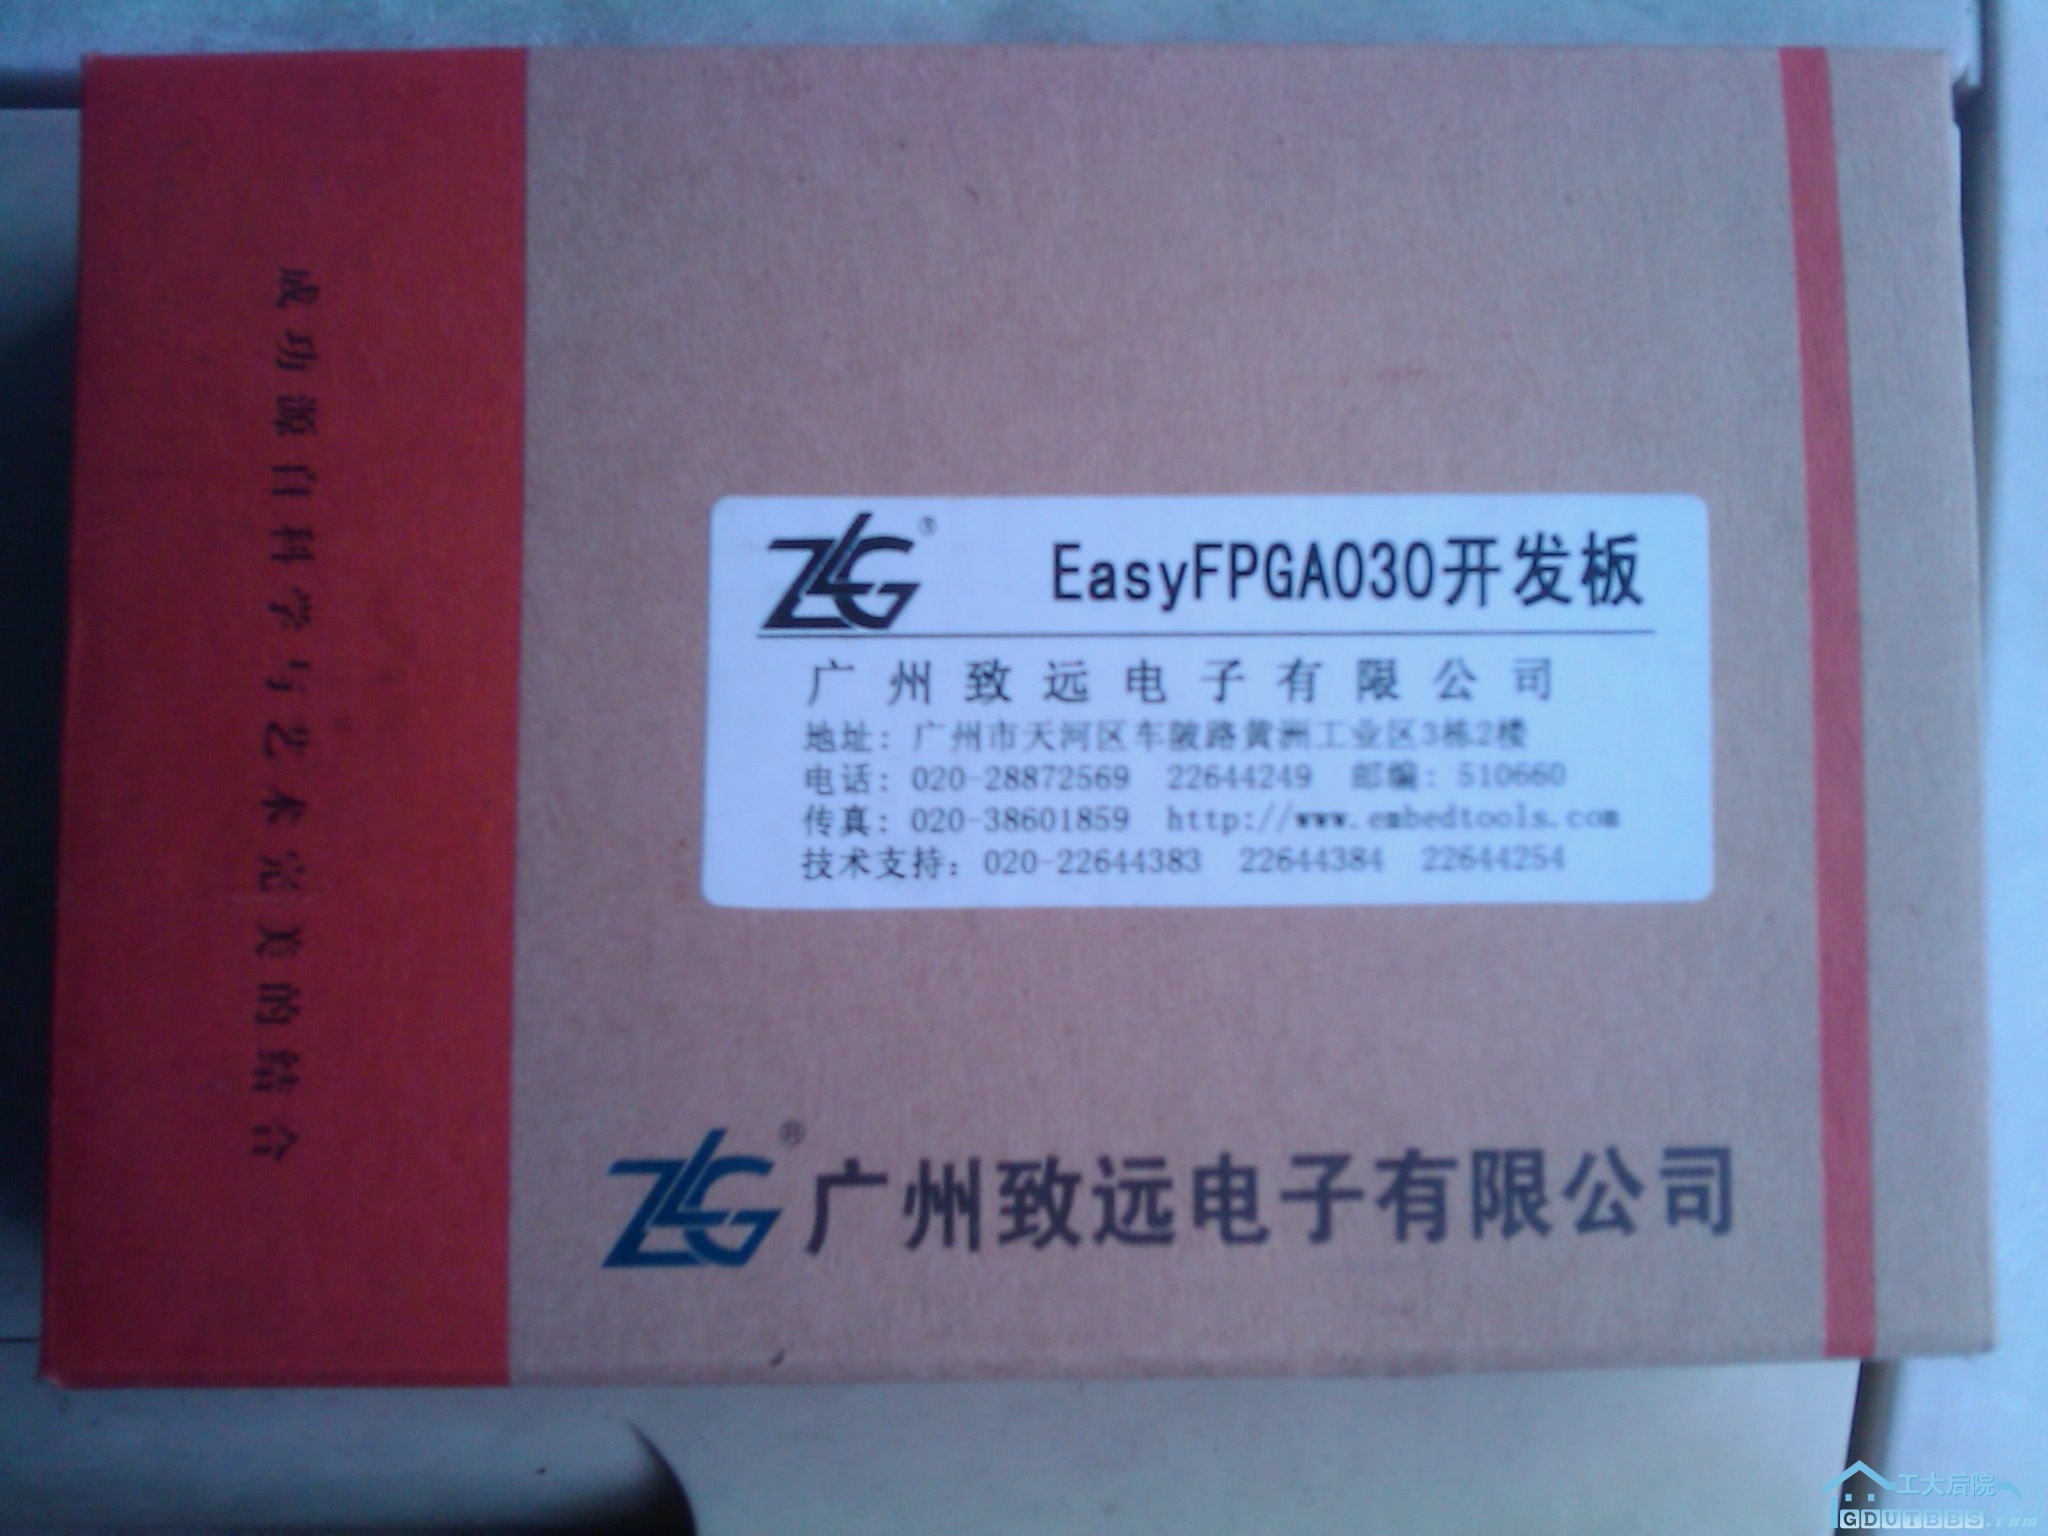 成功源自科学与艺术完美的结合
ZLG® EasyFPGA030开发板
广州致远电子有限公司
地址：广州市天河区车陂路黄洲工业区3栋2楼
电话：020-28872569 22644249 邮编：510660
传真：020-38601859 http://www.embedtools.com
技术支持：020-22644383 22644384 22644254
ZLG® 广州致远电子有限公司
工大后院
GDUTBBS.com